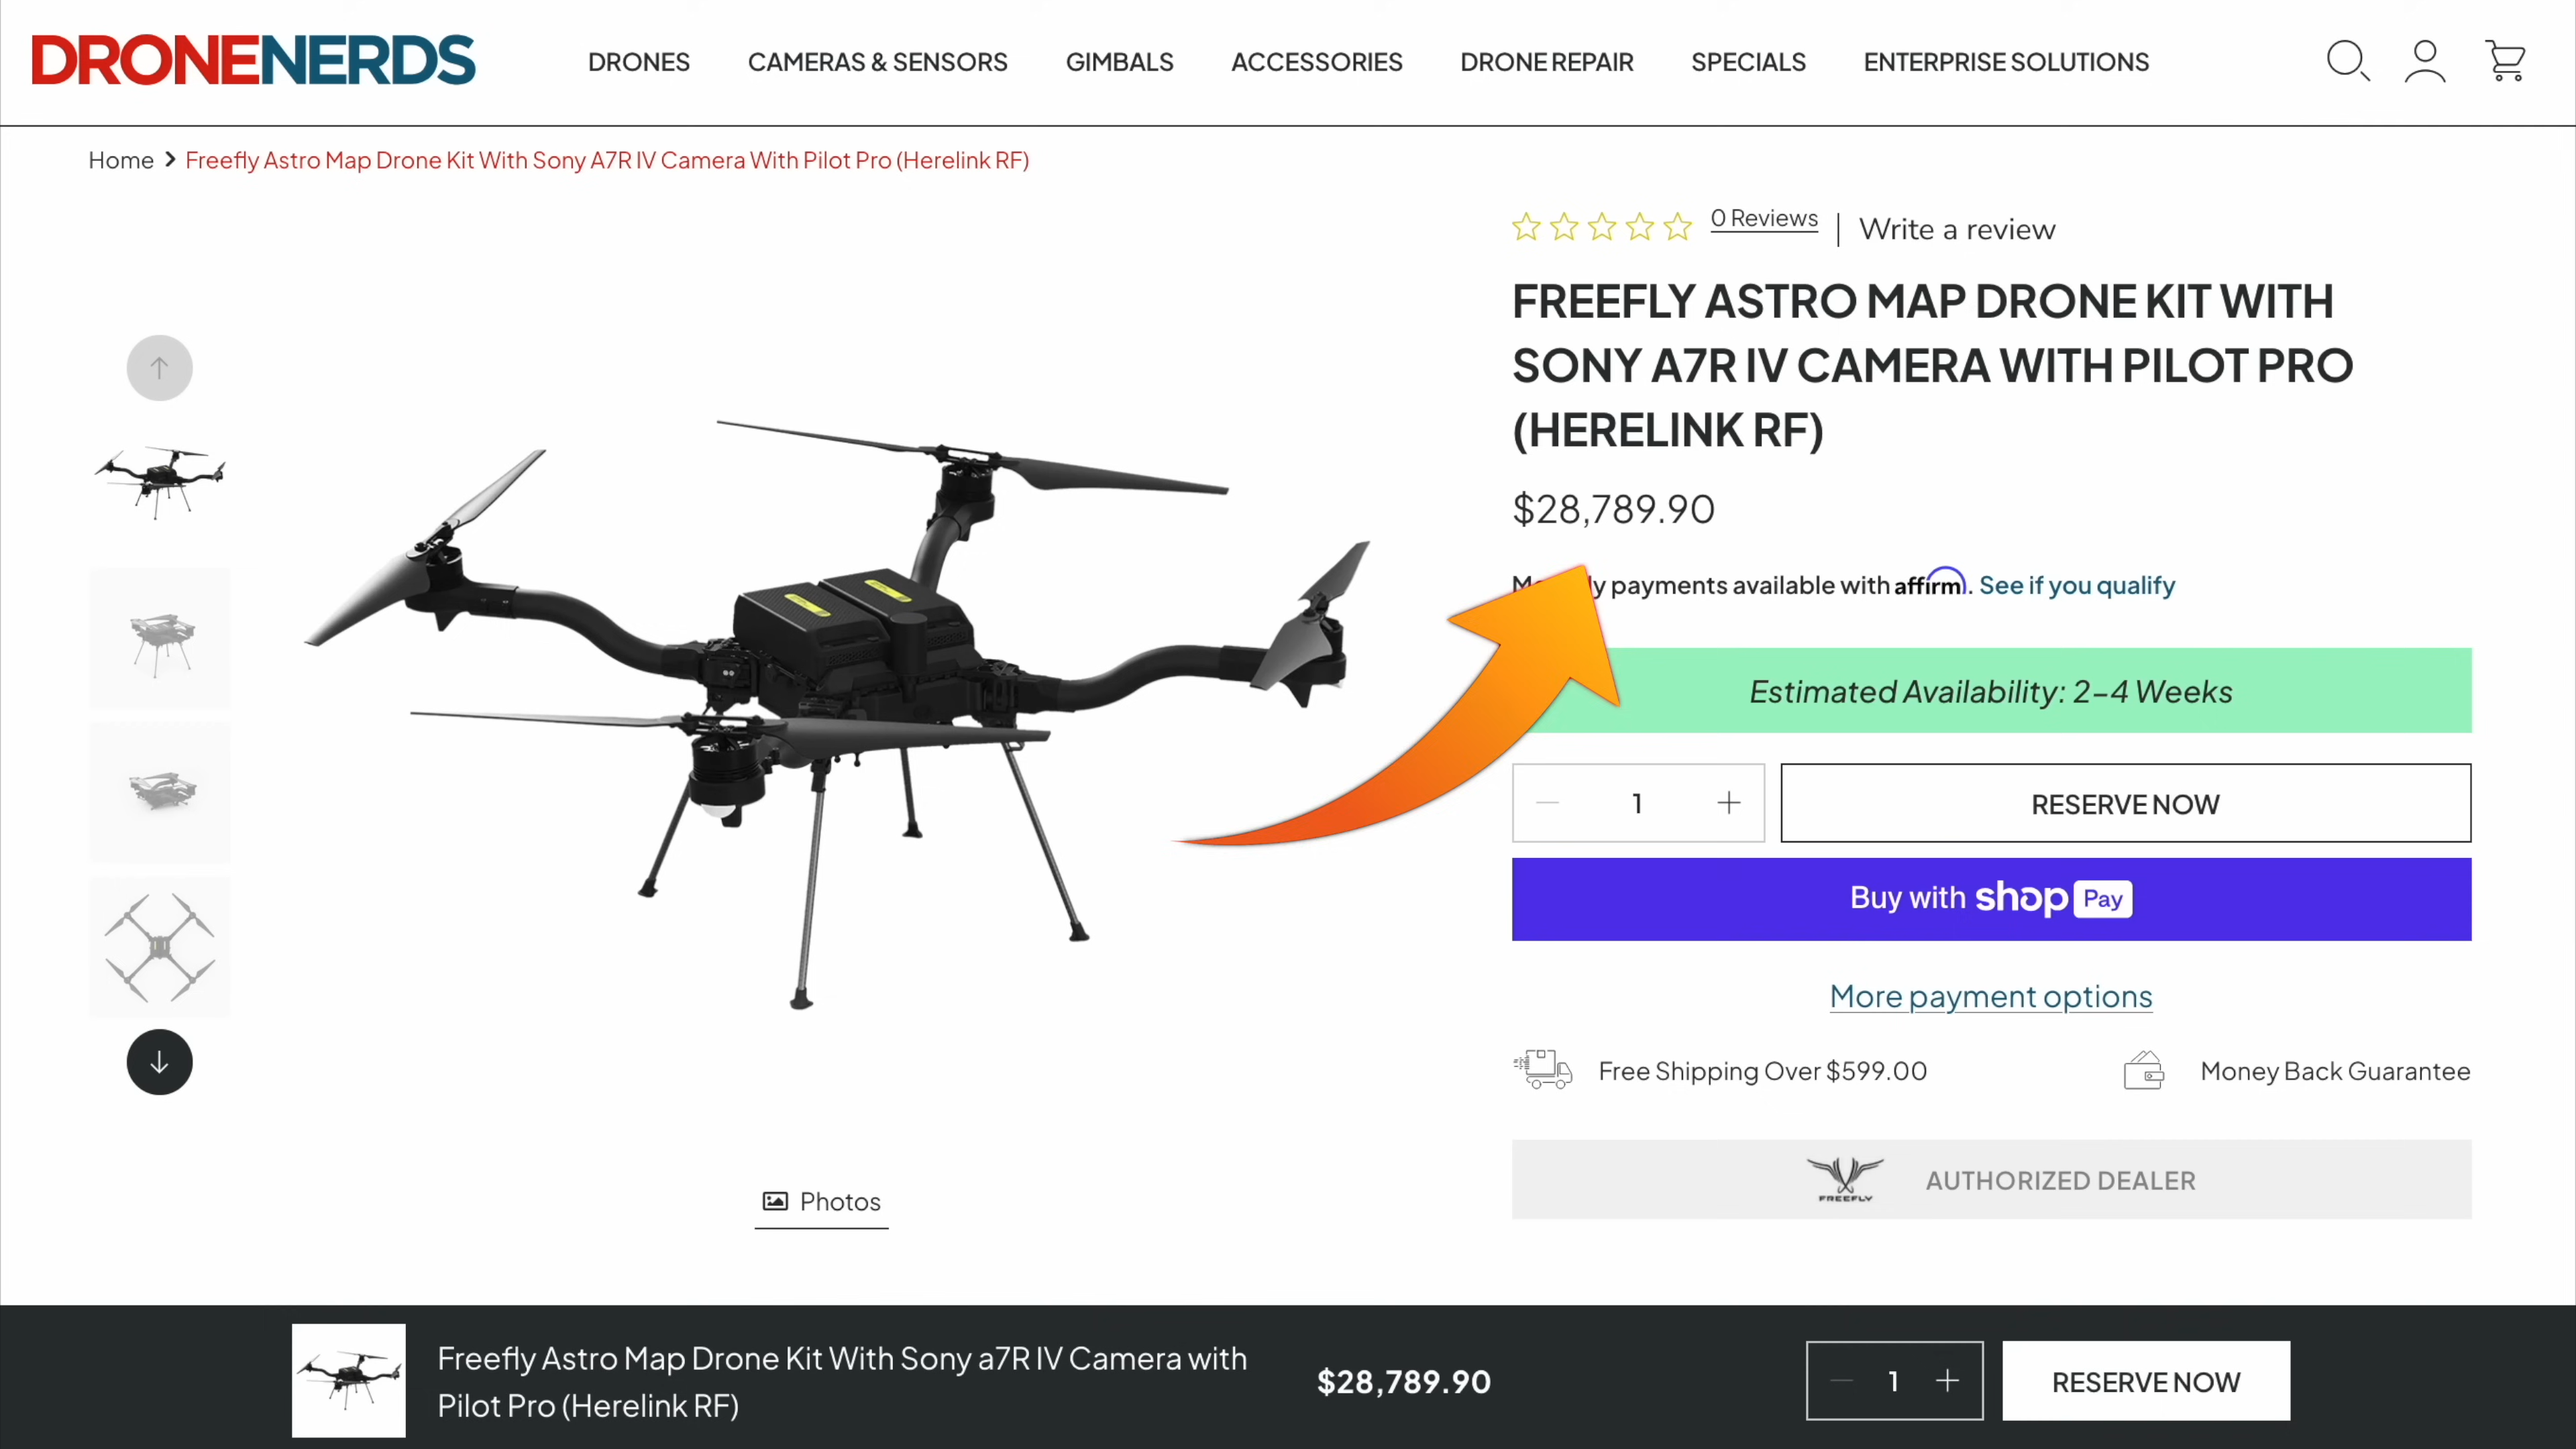 DRONENERDS
DRONES
CAMERAS & SENSORS
GIMBALS
ACCESSORIES
DRONE REPAIR
SPECIALS
ENTERPRISE SOLUTIONS
Home > Freefly Astro Map Drone Kit With Sony A7R IV Camera With Pilot Pro (Herelink RF)
0 Reviews | Write a review
FREEFLY ASTRO MAP DRONE KIT WITH
SONY A7R IV CAMERA WITH PILOT PRO
(HERELINK RF)
$28,789.90
payments available with affirm. See if you qualify
Estimated Availability: 2–4 Weeks
1
RESERVE NOW
Buy with shop Pay
More payment options
Free Shipping Over $599.00
Money Back Guarantee
FREEFLY
AUTHORIZED DEALER
Photos
Freefly Astro Map Drone Kit With Sony a7R IV Camera with
Pilot Pro (Herelink RF)
$28,789.90
1
RESERVE NOW